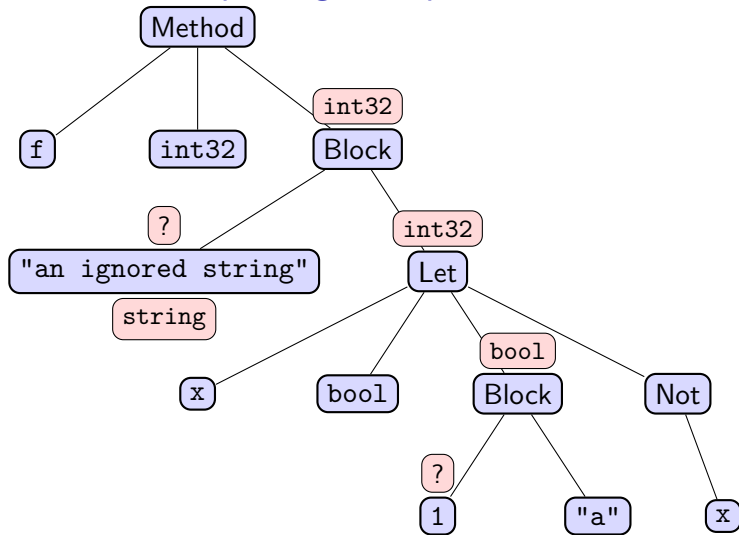 Method
int32
f
int32
Block
?
int32
"an ignored string"
Let
string
bool
x
bool
Block
Not
?
1
"a"
x